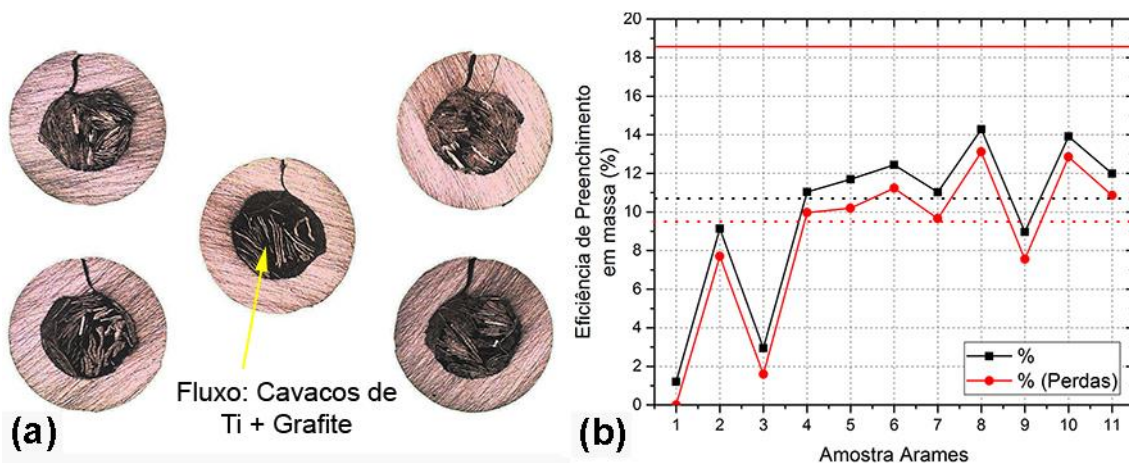 Fluxo: Cavacos de
Ti + Grafite
(a)
Eficiência de Preenchimento
em massa (%)
20
18
16
14
12
10
8
6
4
2
0
1 2 3 4 5 6 7 8 9 10 11
%
% (Perdas)
Amostra Arames
(b)